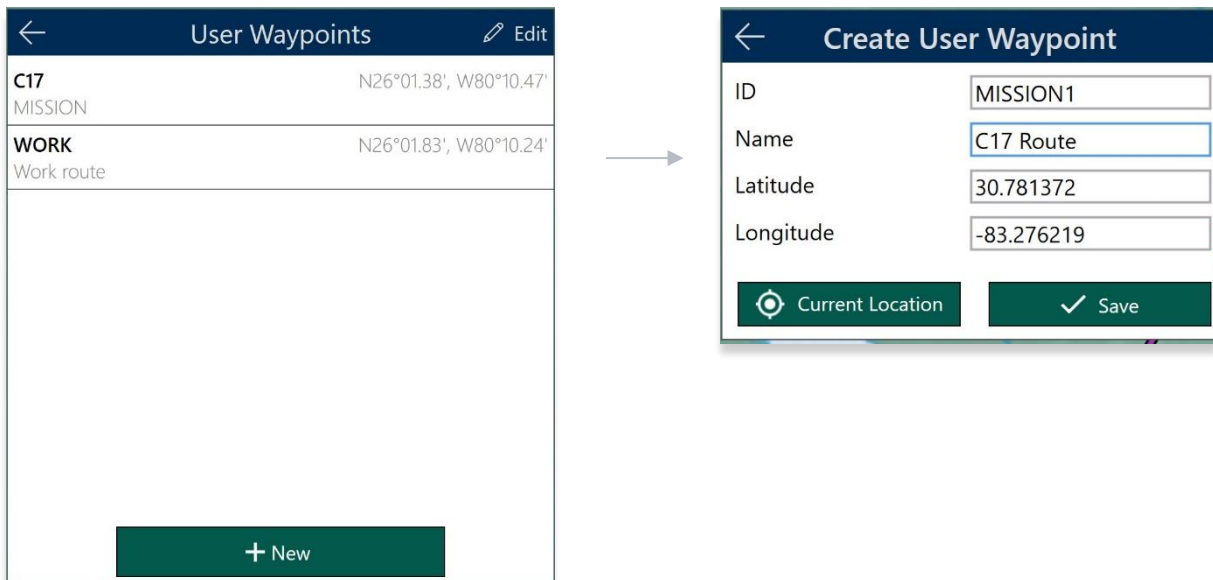 User Waypoints
Edit
C17
N26°01.38', W80°10.47'
MISSION
WORK
N26°01.83', W80°10.24'
Work route
New
Create User Waypoint
ID
MISSION1
Name
C17 Route
Latitude
30.781372
Longitude
-83.276219
Current Location
Save